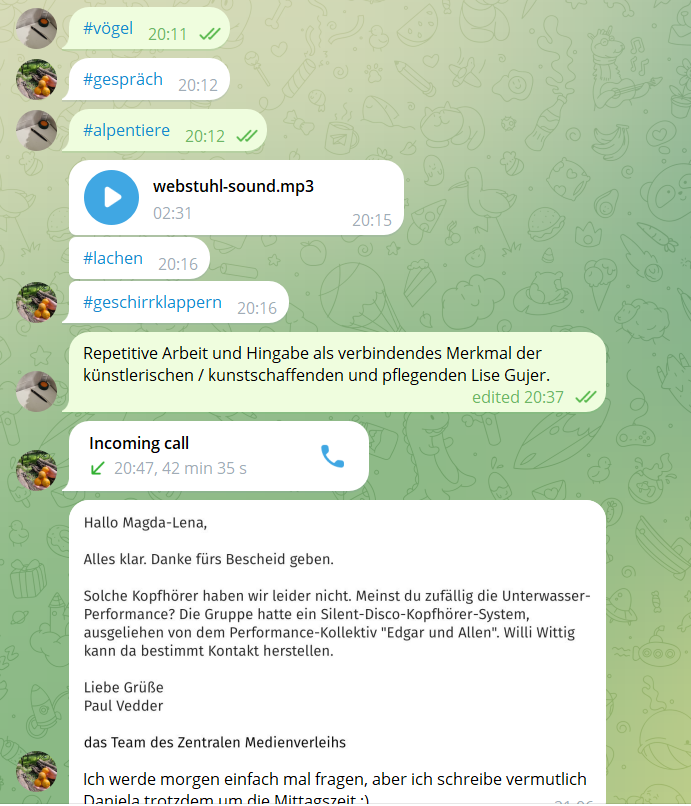 #vögel 20:11
#gespräch 20:12
#alpentiere 20:12
webstuhl-sound.mp3
02:31 20:15
#lachen 20:16
#geschirrklappern 20:16
Repetitive Arbeit und Hingabe als verbindendes Merkmal der
künstlerischen / kunstschaffenden und pflegenden Lise Gujer.
edited 20:37
Incoming call
20:47, 42 min 35 s
Hallo Magda-Lena,
Alles klar. Danke fürs Bescheid geben.
Solche Kopfhörer haben wir leider nicht. Meinst du zufällig die Unterwasser-
Performance? Die Gruppe hatte ein Silent-Disco-Kopfhörer-System,
ausgeliehen von dem Performance-Kollektiv "Edgar und Allen". Willi Wittig
kann da bestimmt Kontakt herstellen.
Liebe Grüße
Paul Vedder
das Team des Zentralen Medienverleihs
Ich werde morgen einfach mal fragen, aber ich schreibe vermutlich
Daniela trotzdem um die Mittagszeit :)